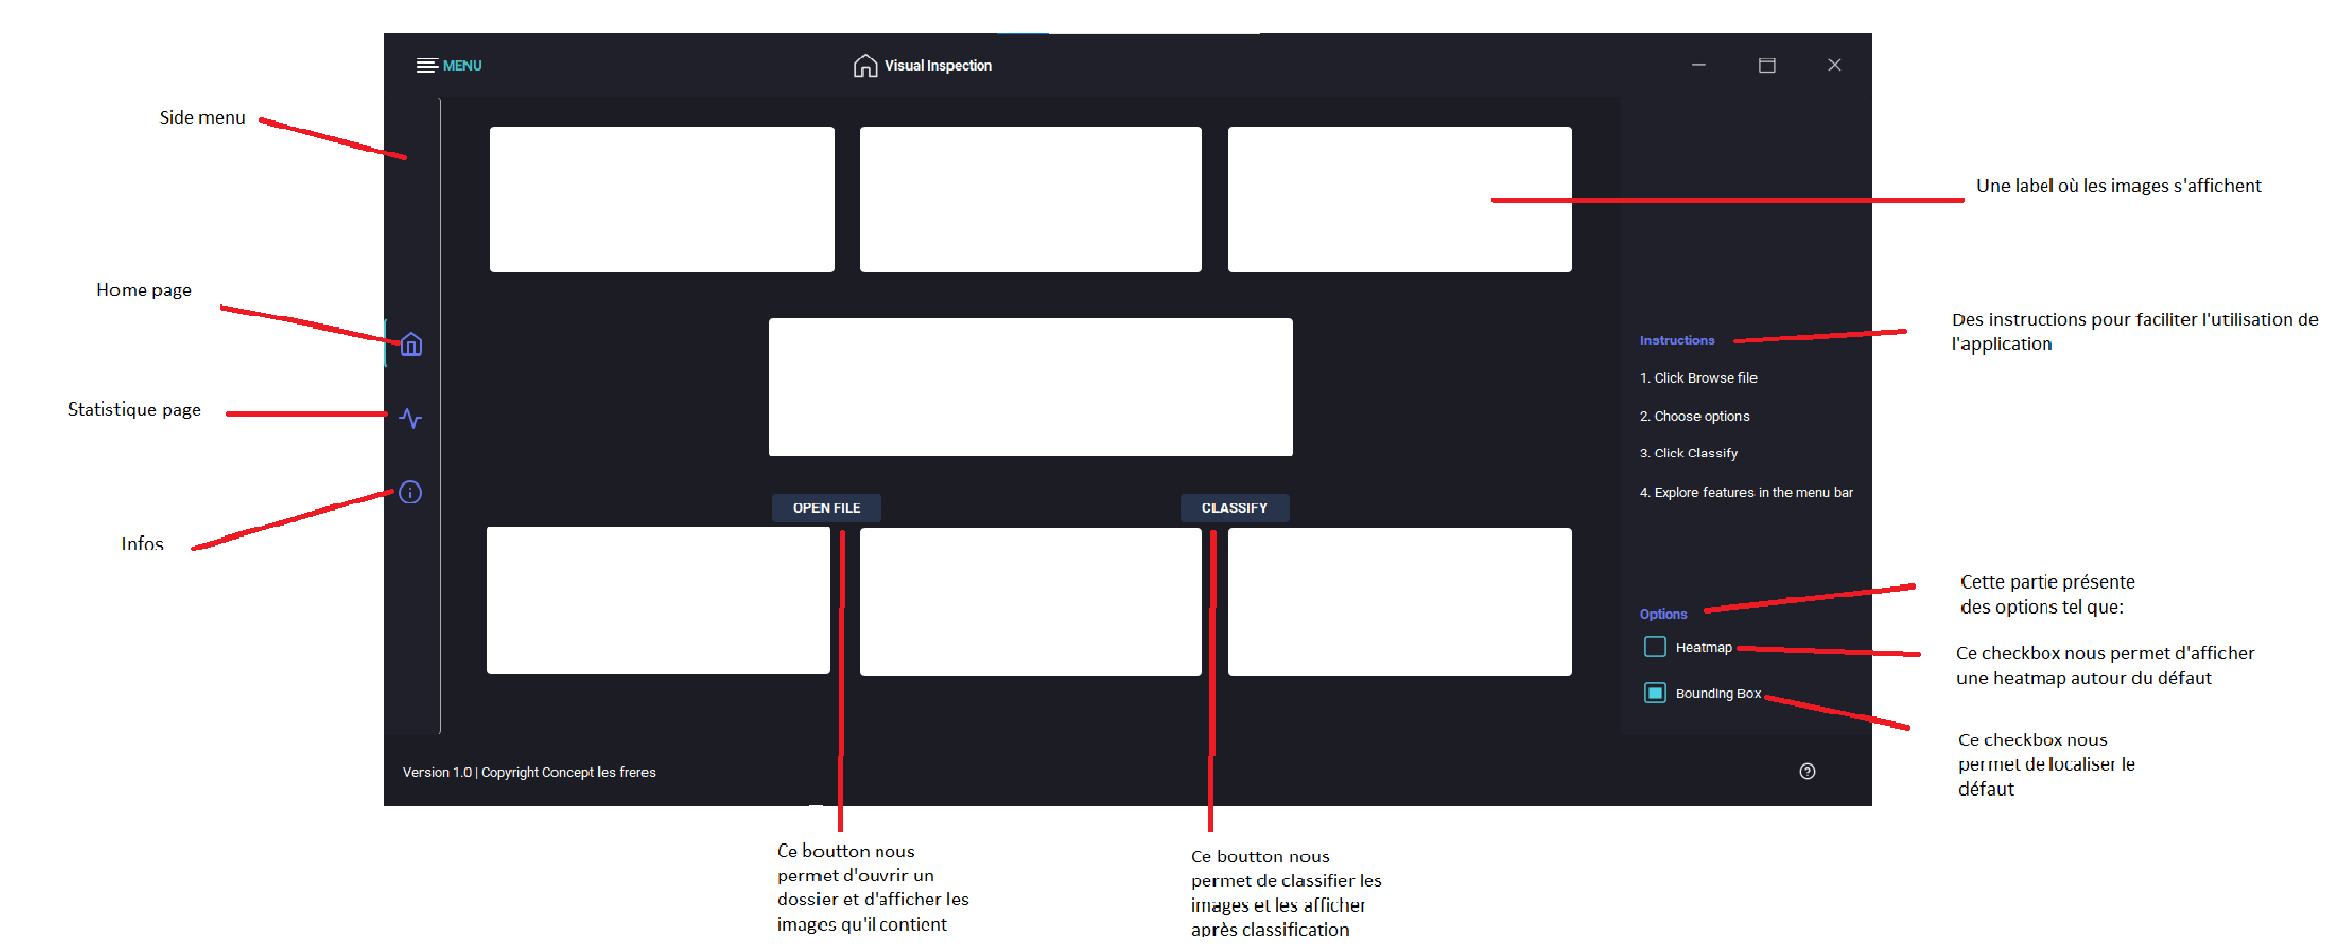 MENU
Visual Inspection
Side menu
Une label où les images s'affichent
Home page
Des instructions pour faciliter l'utilisation de
l'application
Instructions
1. Click Browse file
Statistique page
2. Choose options
3. Click Classify
4. Explore features in the menu bar
OPEN FILE
CLASSIFY
Infos
Cette partie présente
des options tel que:
Options
Heatmap
Ce checkbox nous permet d'afficher
une heatmap autour du défaut
Bounding Box
Ce checkbox nous
permet de localiser le
défaut
Version 1.0 | Copyright Concept les freres
Ce boutton nous
permet d'ouvrir un
dossier et d'afficher les
images qu'il contient
Ce boutton nous
permet de classifier les
images et les afficher
après classification